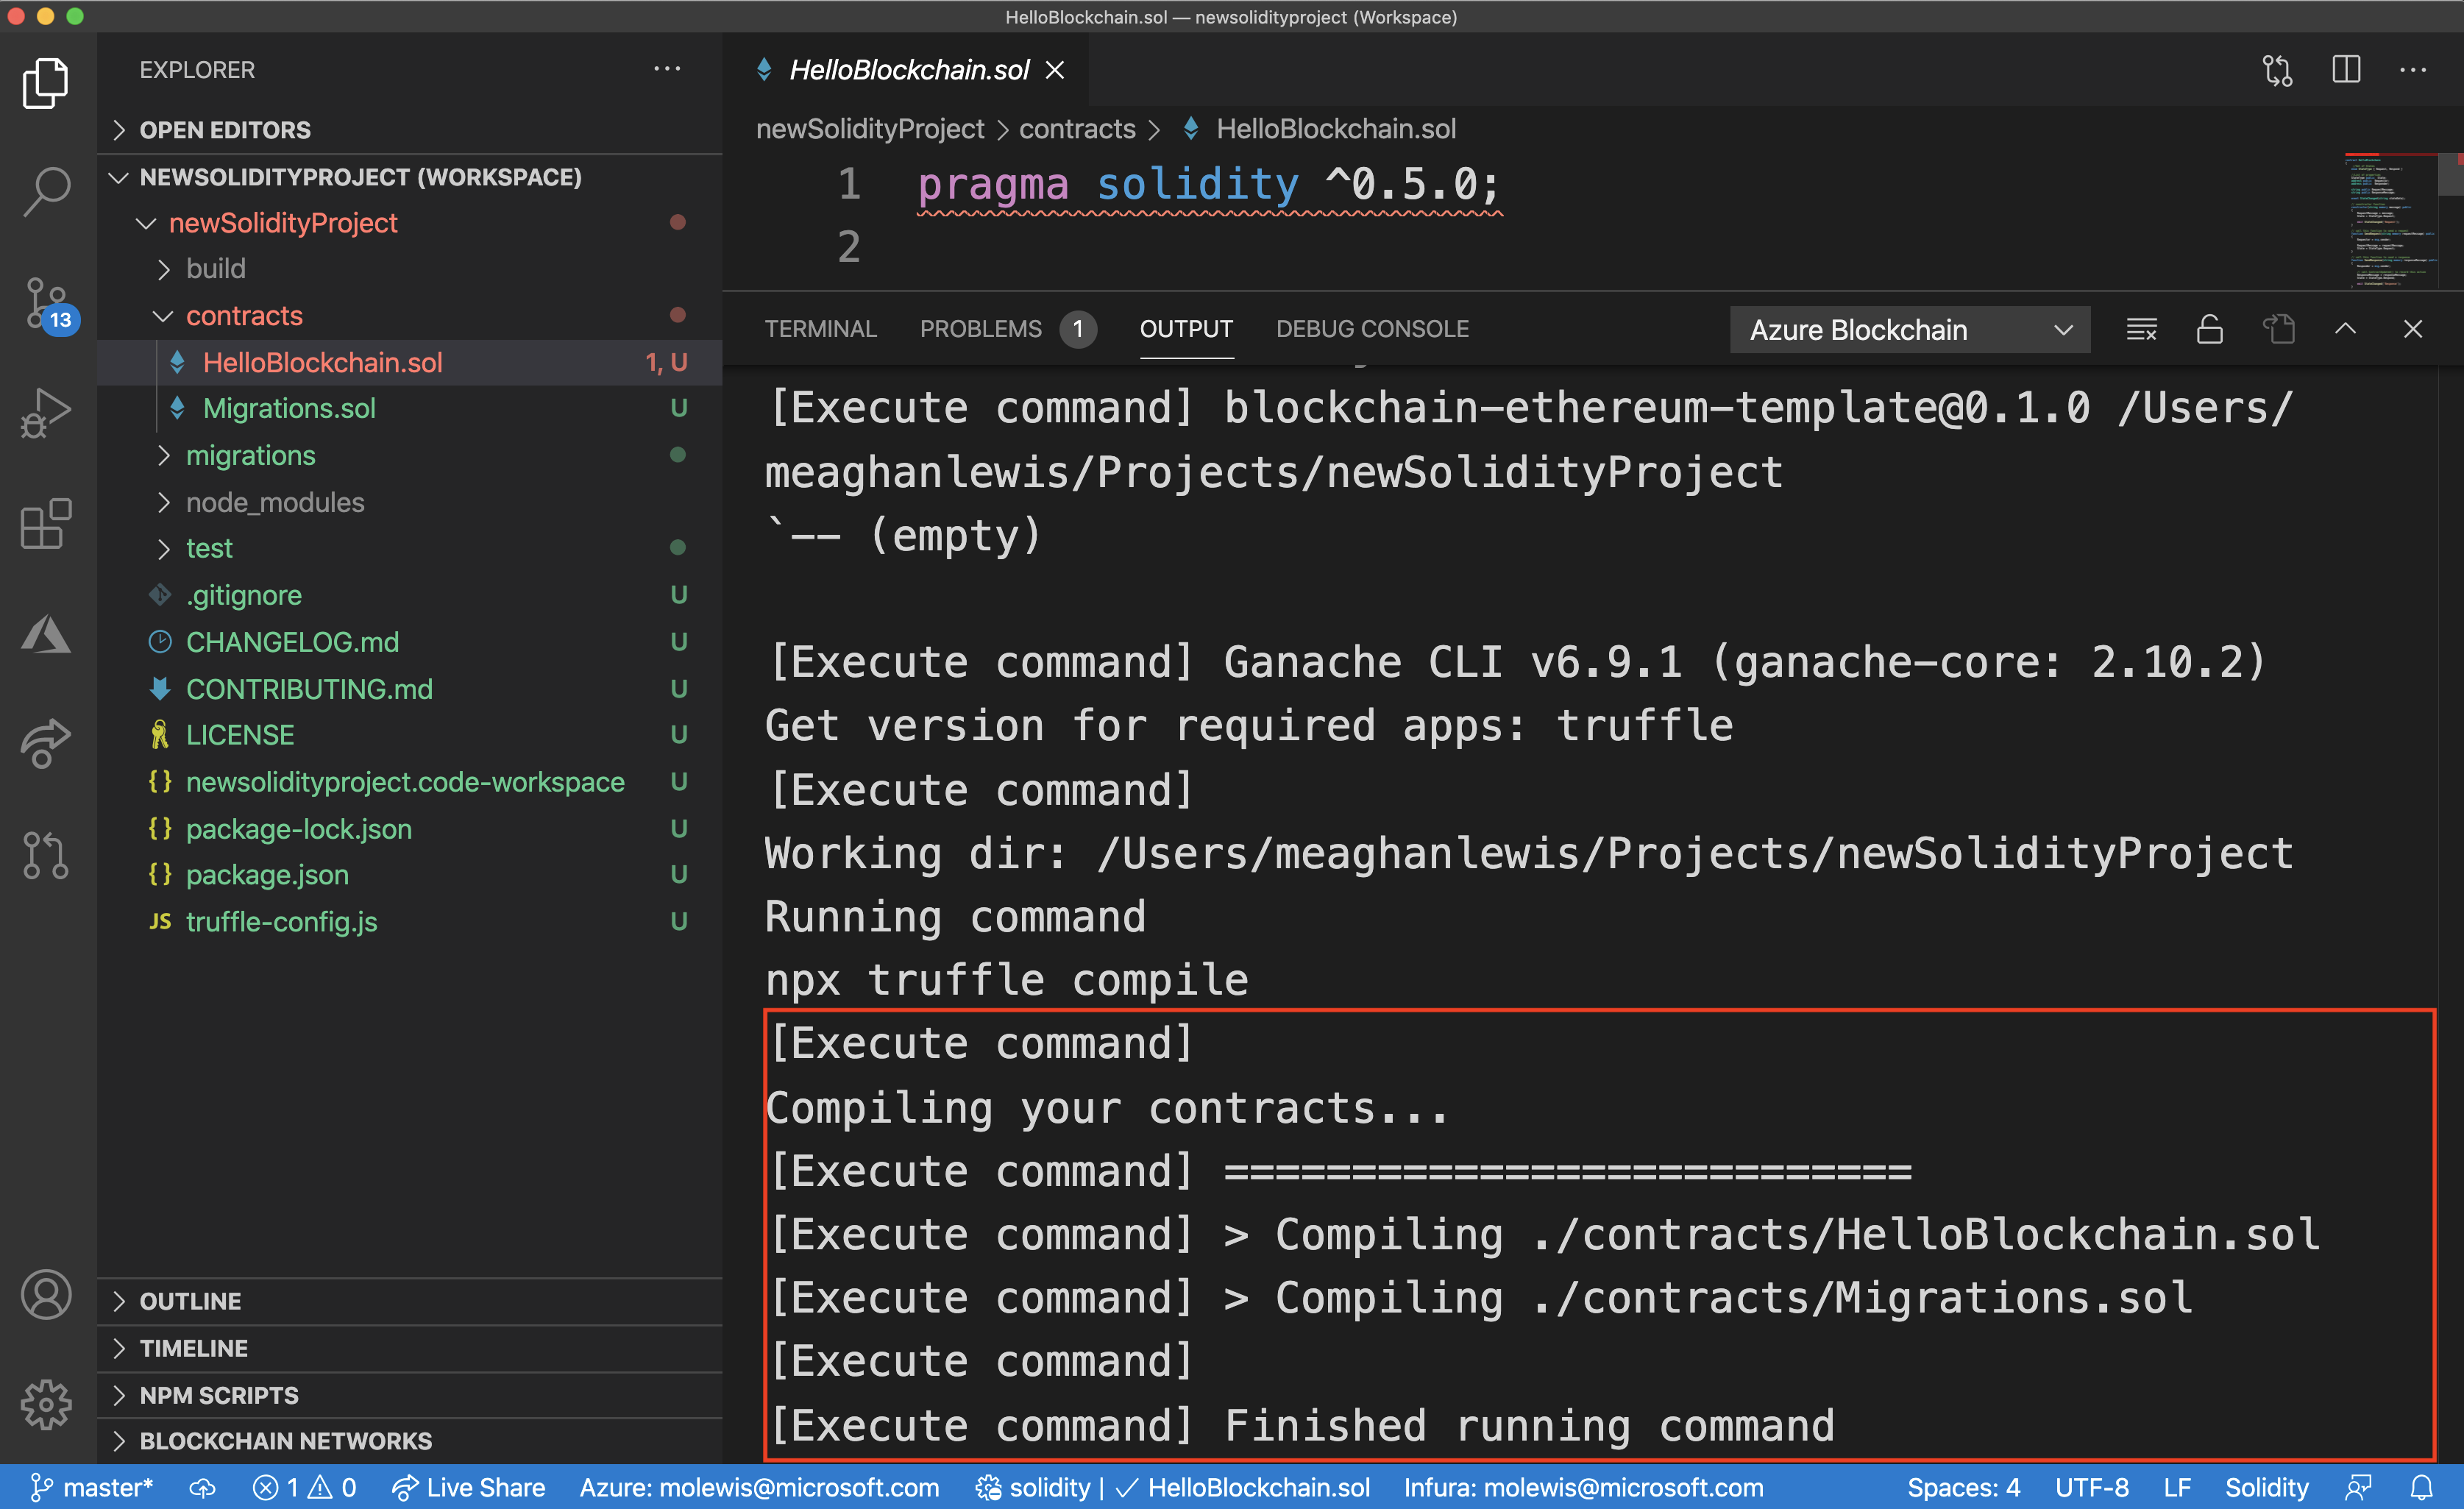 HelloBlockchain.sol — newsolidityproject (Workspace)
EXPLORER
OPEN EDITORS
NEWSOLIDITYPROJECT (WORKSPACE)
newSolidityProject
build
contracts
HelloBlockchain.sol 1, U
Migrations.sol U
migrations
node_modules
test
.gitignore U
CHANGELOG.md U
CONTRIBUTING.md U
LICENSE U
{} newsolidityproject.code-workspace U
{} package-lock.json U
{} package.json U
JS truffle-config.js U
OUTLINE
TIMELINE
NPM SCRIPTS
BLOCKCHAIN NETWORKS
13
HelloBlockchain.sol
newSolidityProject > contracts > HelloBlockchain.sol
1 pragma solidity ^0.5.0;
2
TERMINAL PROBLEMS 1 OUTPUT DEBUG CONSOLE Azure Blockchain
[Execute command] blockchain-ethereum-template@0.1.0 /Users/
meaghanlewis/Projects/newSolidityProject
`-- (empty)
[Execute command] Ganache CLI v6.9.1 (ganache-core: 2.10.2)
Get version for required apps: truffle
[Execute command]
Working dir: /Users/meaghanlewis/Projects/newSolidityProject
Running command
npx truffle compile
[Execute command]
Compiling your contracts...
[Execute command] ===========================
[Execute command] > Compiling ./contracts/HelloBlockchain.sol
[Execute command] > Compiling ./contracts/Migrations.sol
[Execute command]
[Execute command] Finished running command
master* 1 0 Live Share Azure: molewis@microsoft.com solidity | ✓ HelloBlockchain.sol Infura: molewis@microsoft.com Spaces: 4 UTF-8 LF Solidity